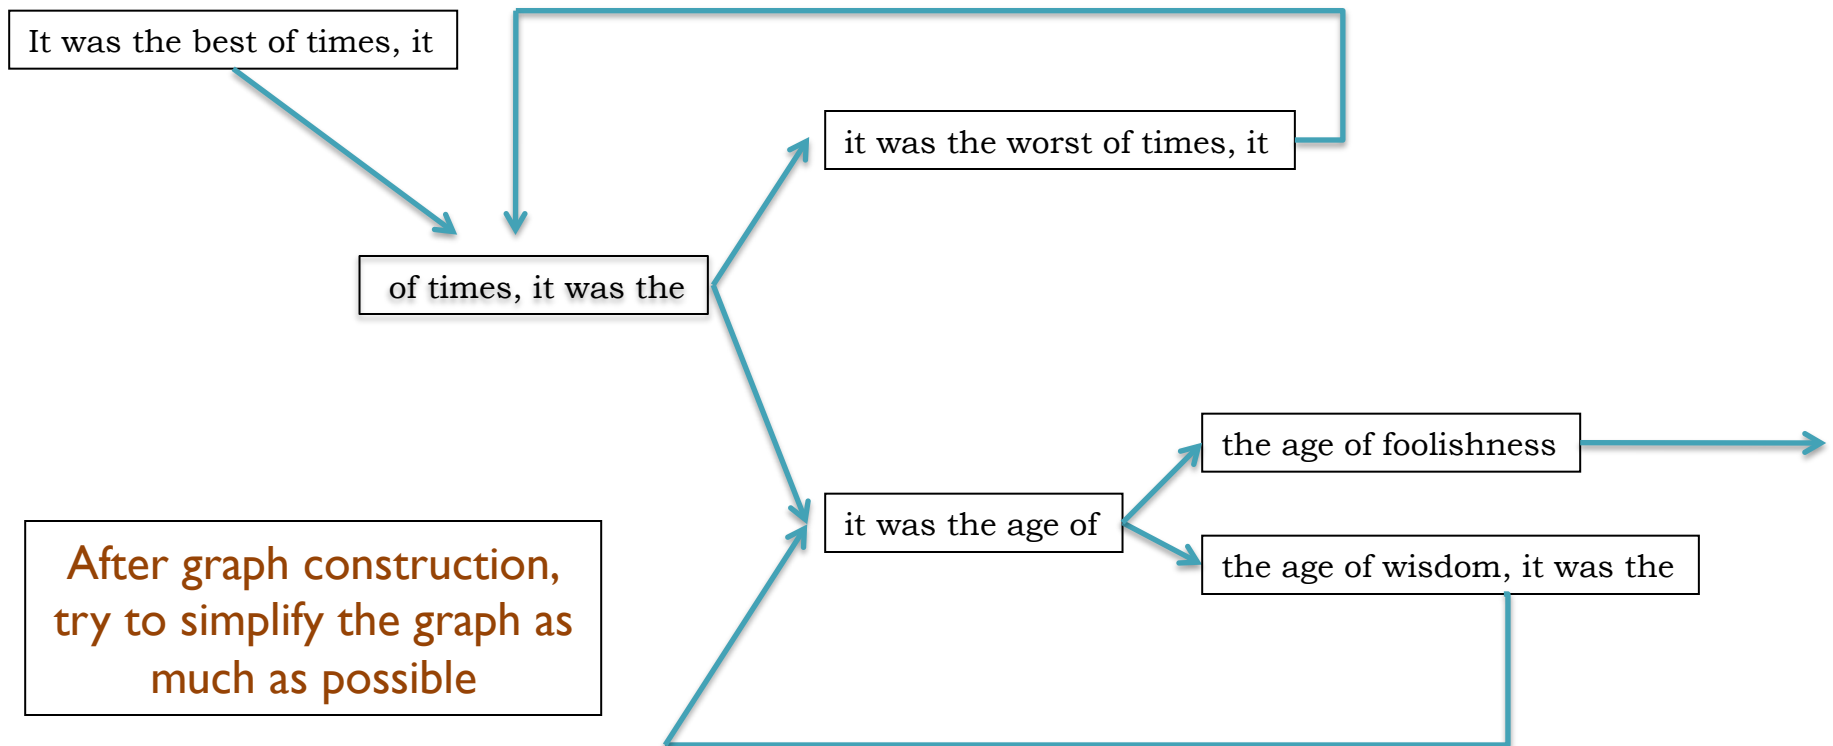 It was the best of times, it
it was the worst of times, it
of times, it was the
the age of foolishness
it was the age of
the age of wisdom, it was the
After graph construction,
try to simplify the graph as
much as possible